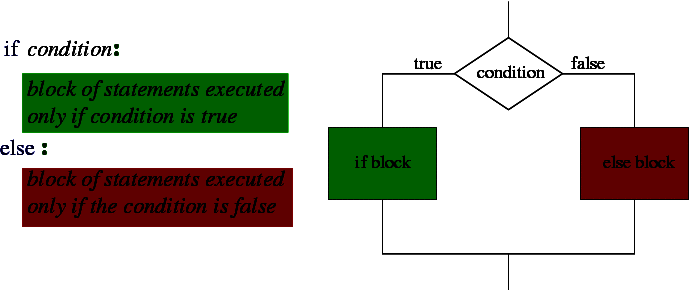 if condition:
block of statements executed
only if condition is true
else :
block of statements executed
only if the condition is false
true
false
condition
if block
else block